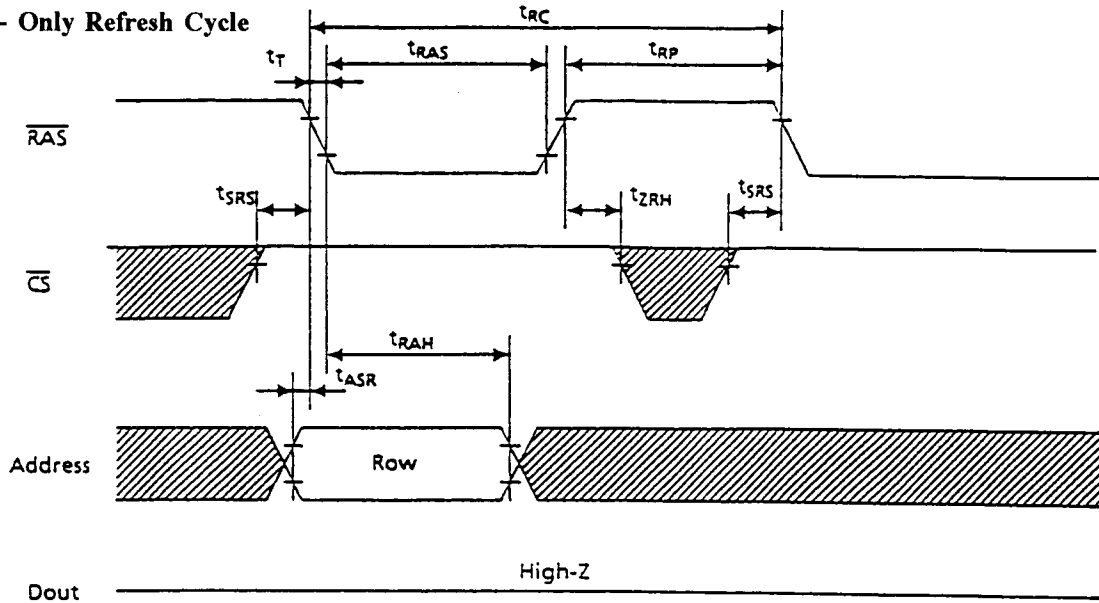 - Only Refresh Cycle
tRC
tT
tRAS
tRP
RAS
tSRS
tZRH
tSRS
CS
tRAH
tASR
Address
Row
High-Z
Dout